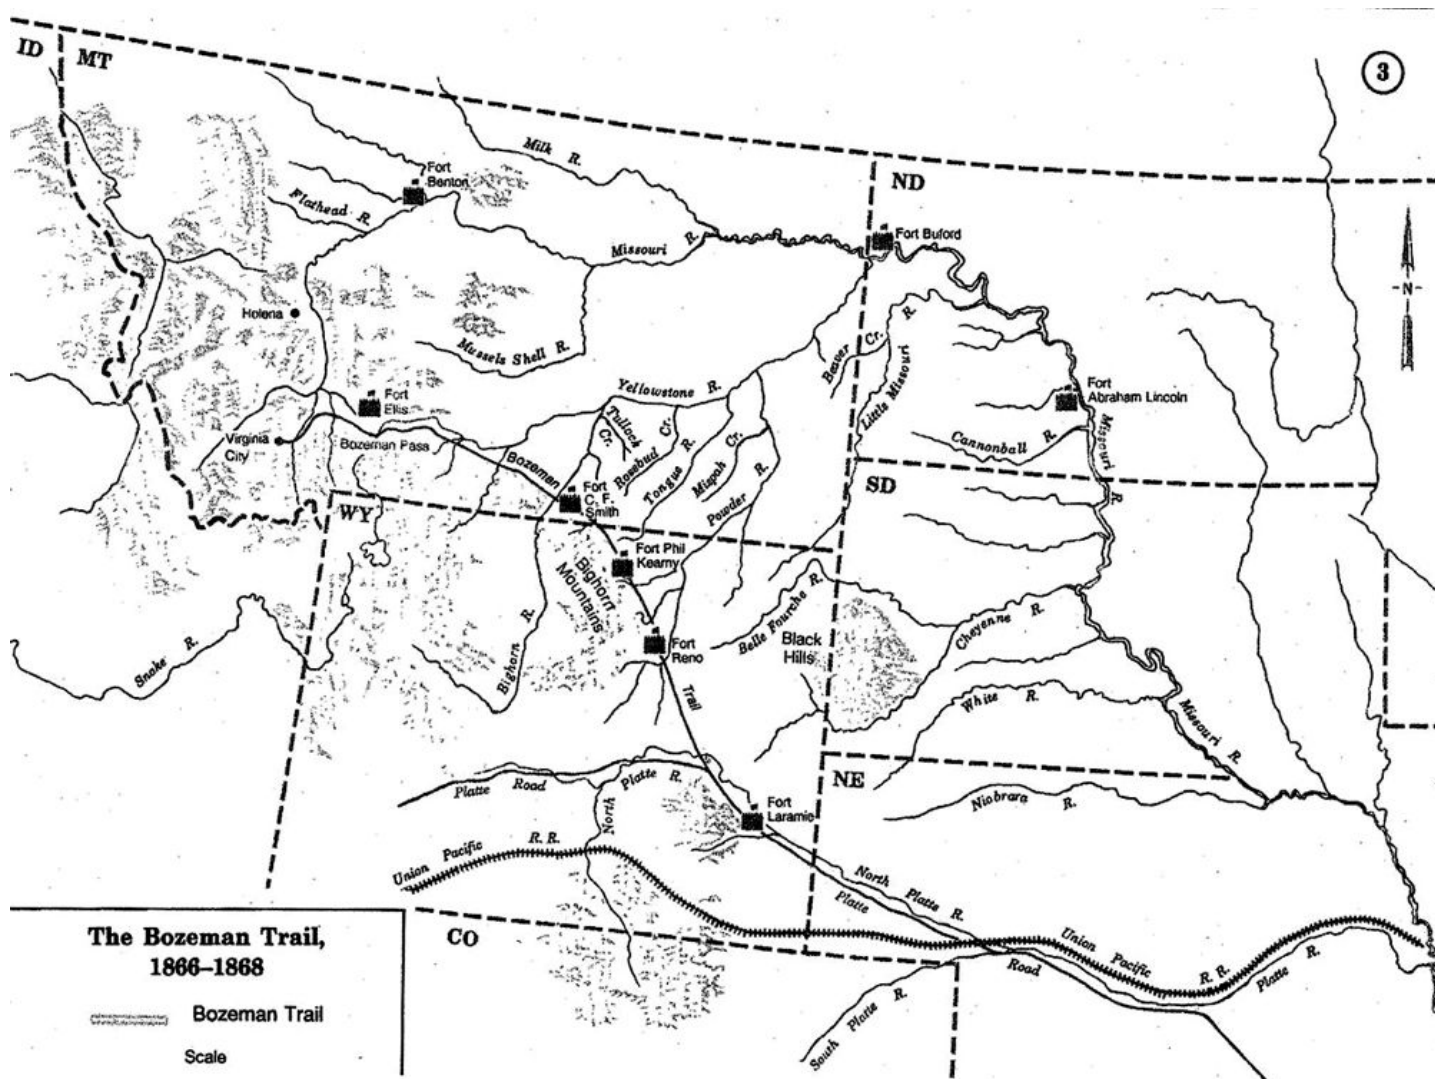 ID
MT
3
Milk R.
Fort
Benton
ND
Flathead R.
Fort Buford
Missouri R.
N
Holena
Mussels Shell R.
Beaver Cr.
Little Missouri R.
Fort
Ellis
Yellowstone R.
Fort
Abraham Lincoln
Virginia
City
Bozeman Pass
Tullock
Cr.
Rosebud Cr.
Tongue R.
Mizpah Cr.
Powder R.
Cannonball R.
Missouri R.
Bozeman
Fort
C. F.
Smith
SD
WY
Fort Phil
Kearny
Bighorn
Mountains
Belle Fourche R.
Black
Hills
Cheyenne R.
Snake R.
Bighorn R.
Fort
Reno
Trail
White R.
Missouri R.
Platte Road
North Platte R.
NE
Niobrara R.
Fort
Laramie
Union Pacific R. R.
North Platte R.
Platte Road
CO
Union Pacific R. R.
Platte R.
South Platte R.
The Bozeman Trail,
1866–1868
Bozeman Trail
Scale